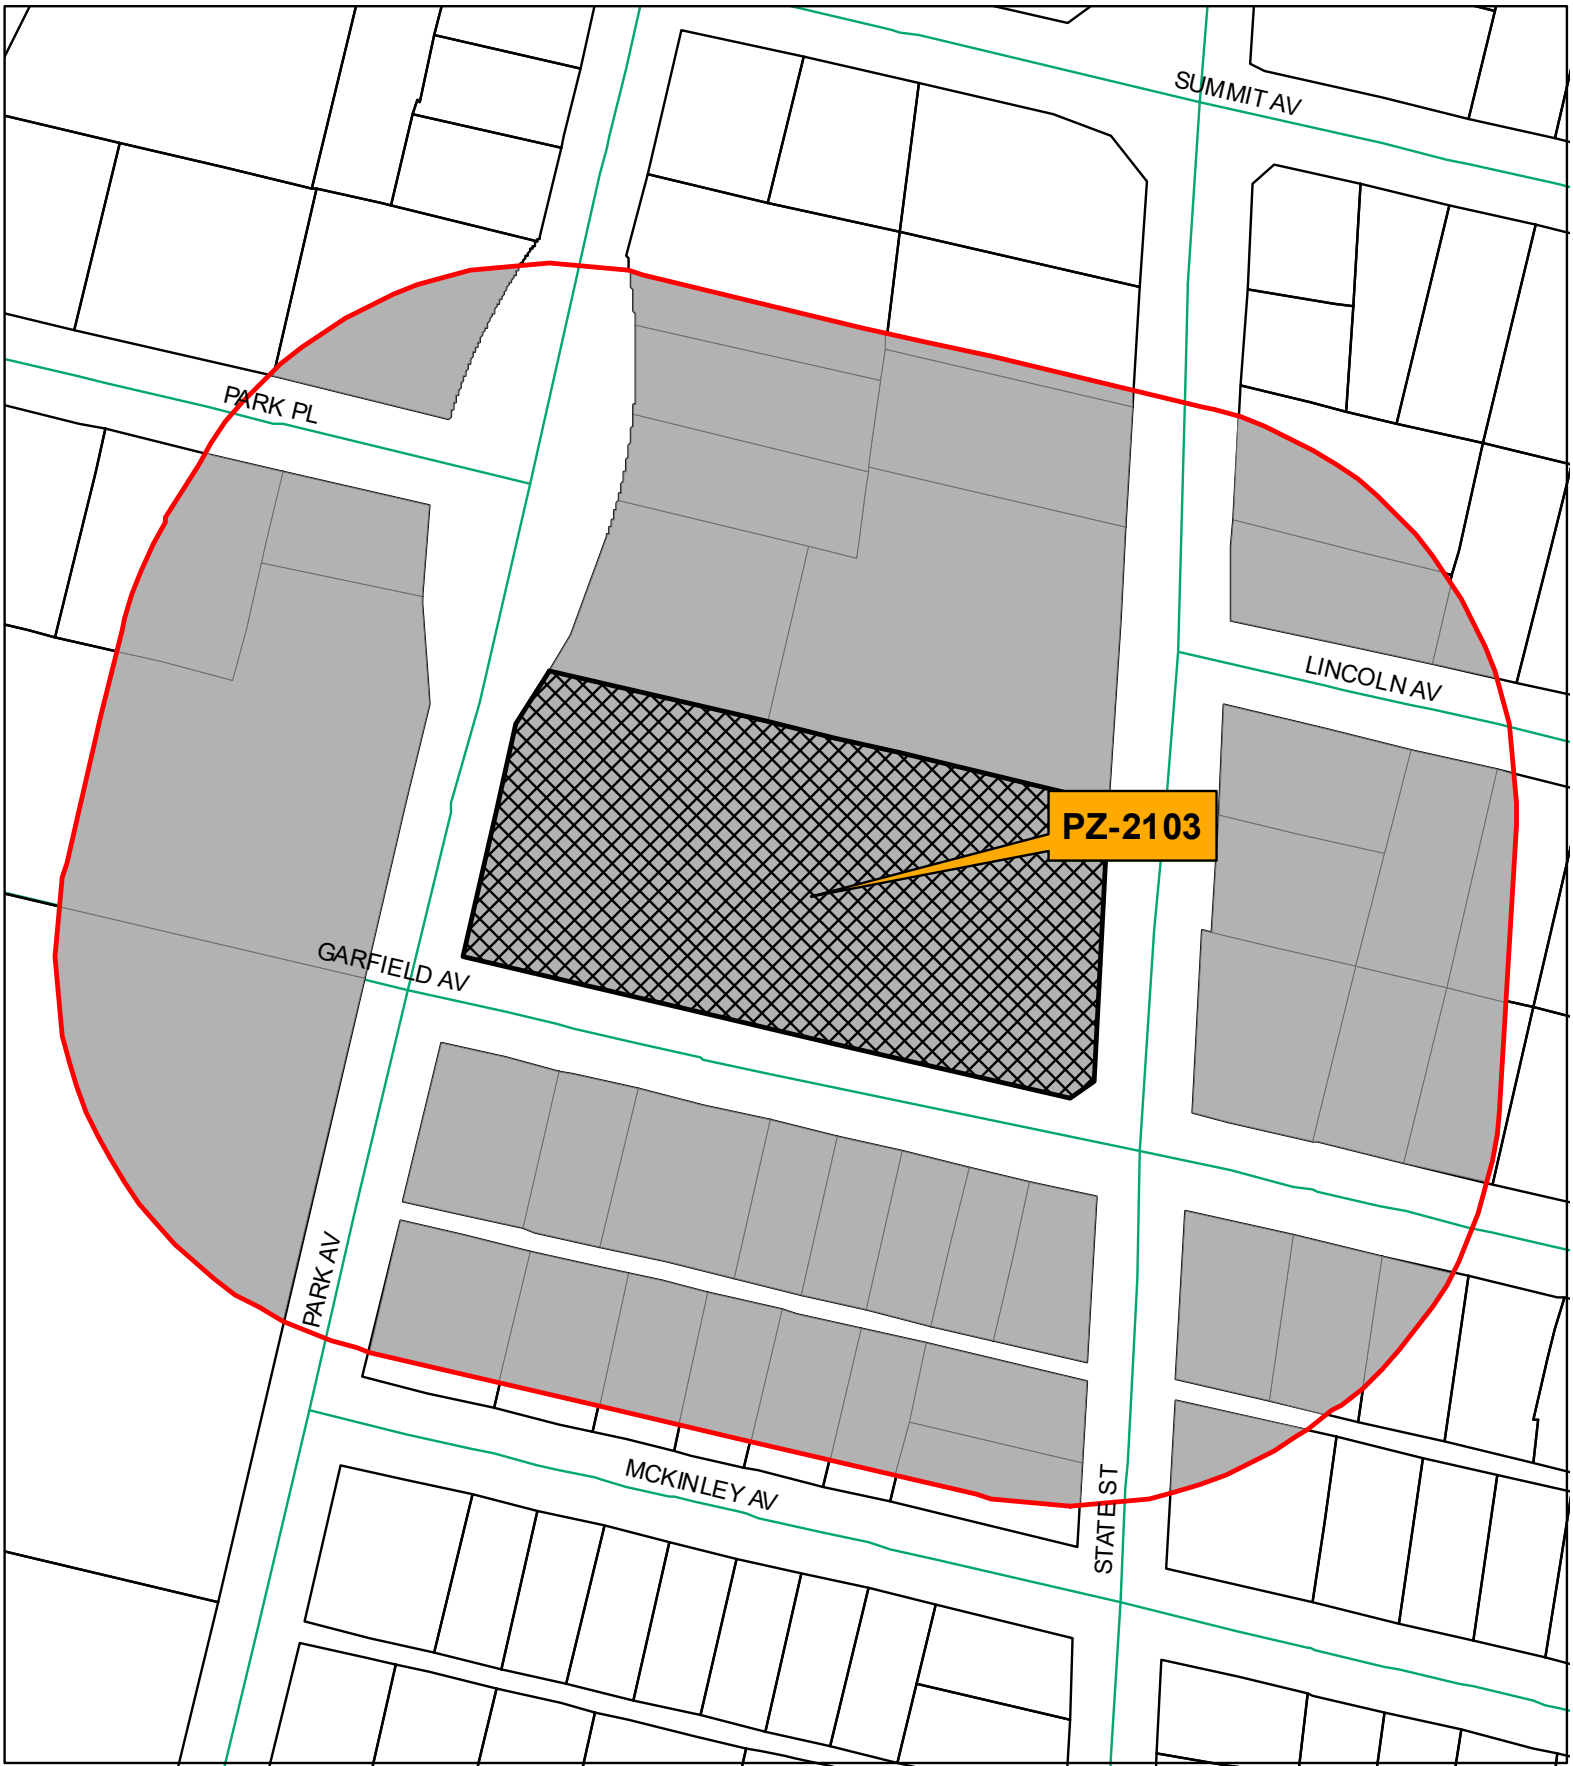 SUMMIT AV
PARK PL
LINCOLN AV
PZ-2103
GARFIELD AV
PARK AV
MCKINLEY AV
STATE ST